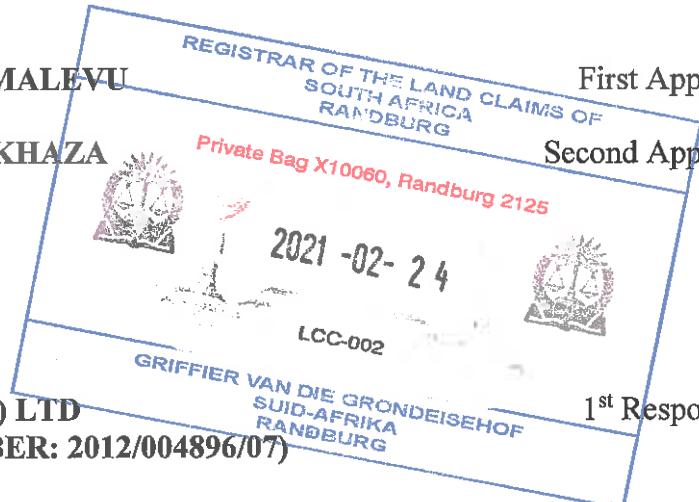 MALEVU First App
KHAZA Second App
REGISTRAR OF THE LAND CLAIMS OF
SOUTH AFRICA
RANDBURG
Private Bag X10060, Randburg 2125
2021 -02- 24
LCC-002
GRIFFIER VAN DIE GRONDEISEHOF
SUID-AFRIKA
RANDBURG
) LTD 1st Respo
BER: 2012/004896/07)